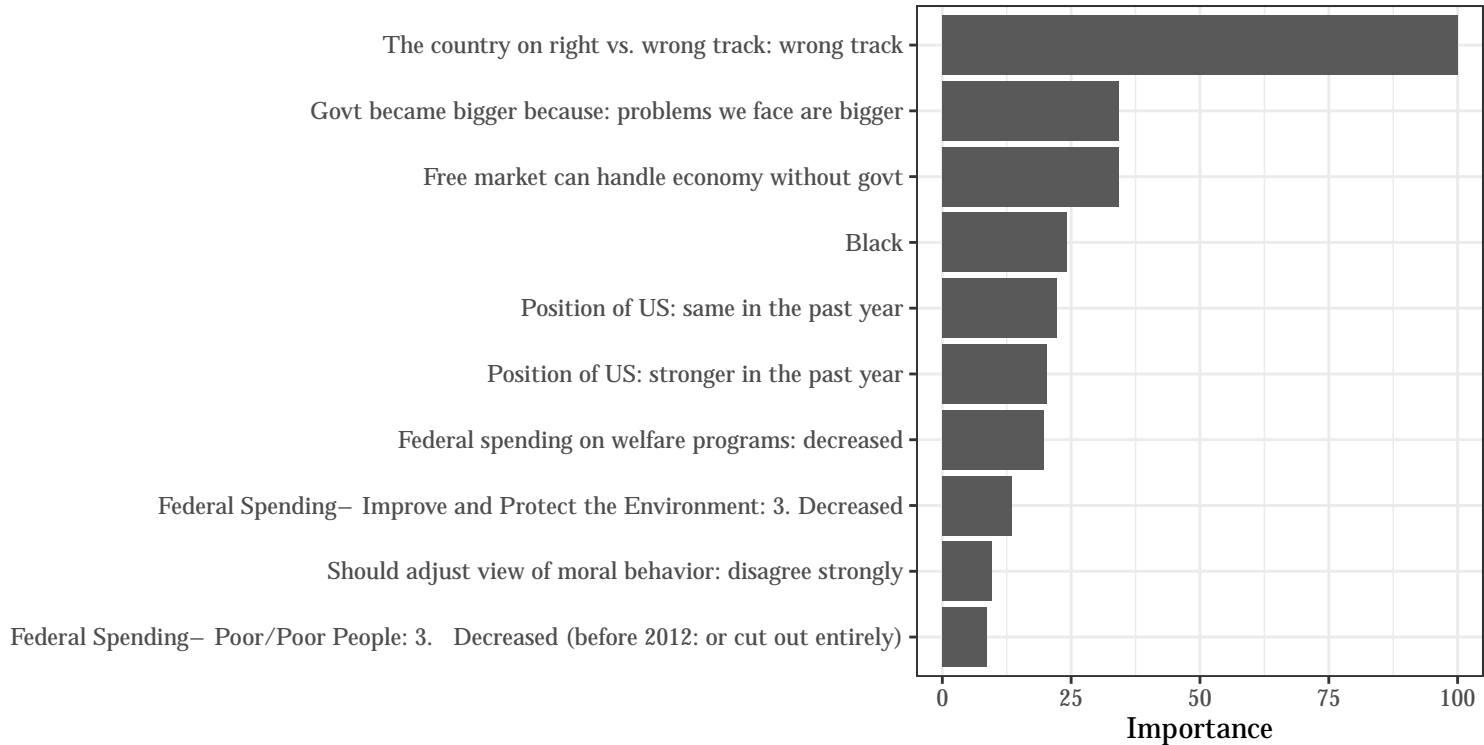 The country on right vs. wrong track: wrong track
Govt became bigger because: problems we face are bigger
Free market can handle economy without govt
Black
Position of US: same in the past year
Position of US: stronger in the past year
Federal spending on welfare programs: decreased
Federal Spending– Improve and Protect the Environment: 3. Decreased
Should adjust view of moral behavior: disagree strongly
Federal Spending– Poor/Poor People: 3.   Decreased (before 2012: or cut out entirely)
0 25 50 75 100
Importance